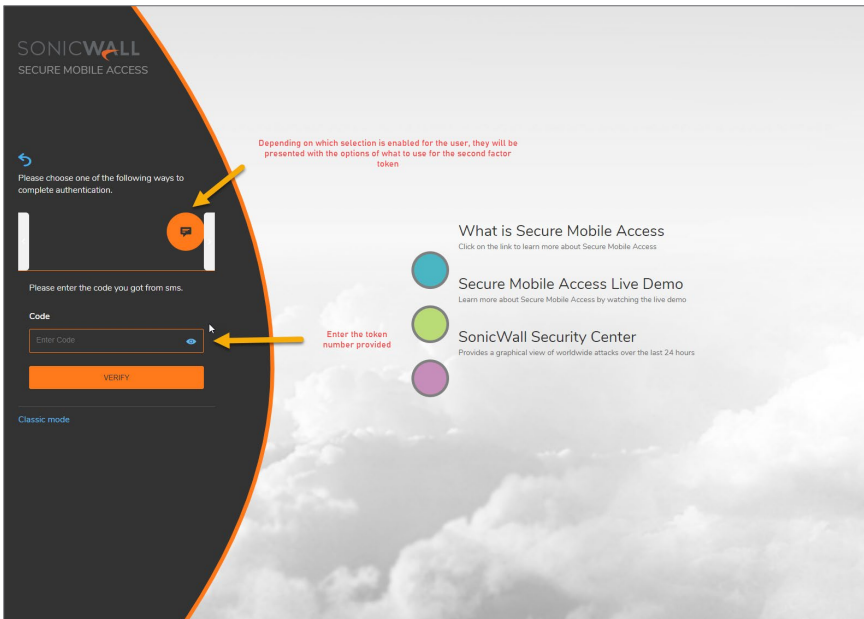 SONICWALL
SECURE MOBILE ACCESS
Depending on which selection is enabled for the user, they will be
presented with the options of what to use for the second factor
token
Please choose one of the following ways to
complete authentication.
Please enter the code you got from sms.
Code
Enter Code
Enter the token
number provided
VERIFY
Classic mode
What is Secure Mobile Access
Click on the link to learn more about Secure Mobile Access
Secure Mobile Access Live Demo
Learn more about Secure Mobile Access by watching the live demo
SonicWall Security Center
Provides a graphical view of worldwide attacks over the last 24 hours